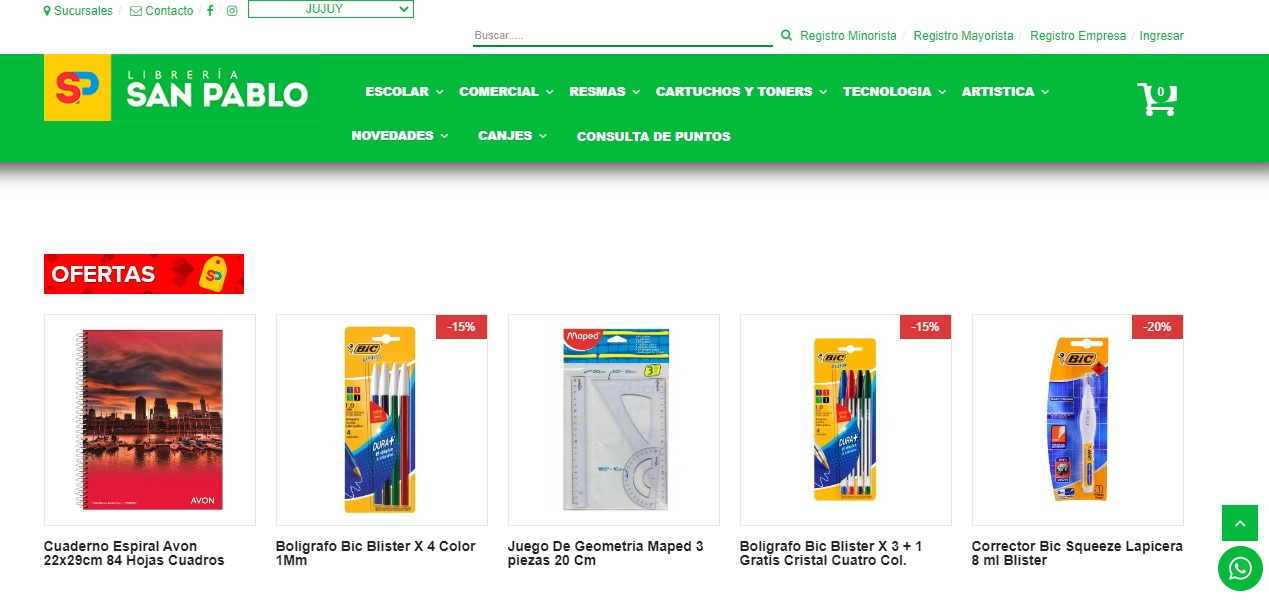 Sucursales / Contacto / /
JUJUY
Buscar.....
Registro Minorista / Registro Mayorista / Registro Empresa / Ingresar
SP
LIBRERÍA
SAN PABLO
ESCOLAR COMERCIAL RESMAS CARTUCHOS Y TONERS TECNOLOGIA ARTISTICA
0
NOVEDADES CANJES CONSULTA DE PUNTOS
OFERTAS SP
AVON
-15%
BIC
DURA+
Maped
3
-15%
BIC
DURA+
-20%
BIC
Cuaderno Espiral Avon
22x29cm 84 Hojas Cuadros
Boligrafo Bic Blister X 4 Color
1Mm
Juego De Geometria Maped 3
piezas 20 Cm
Boligrafo Bic Blister X 3 + 1
Gratis Cristal Cuatro Col.
Corrector Bic Squeeze Lapicera
8 ml Blister